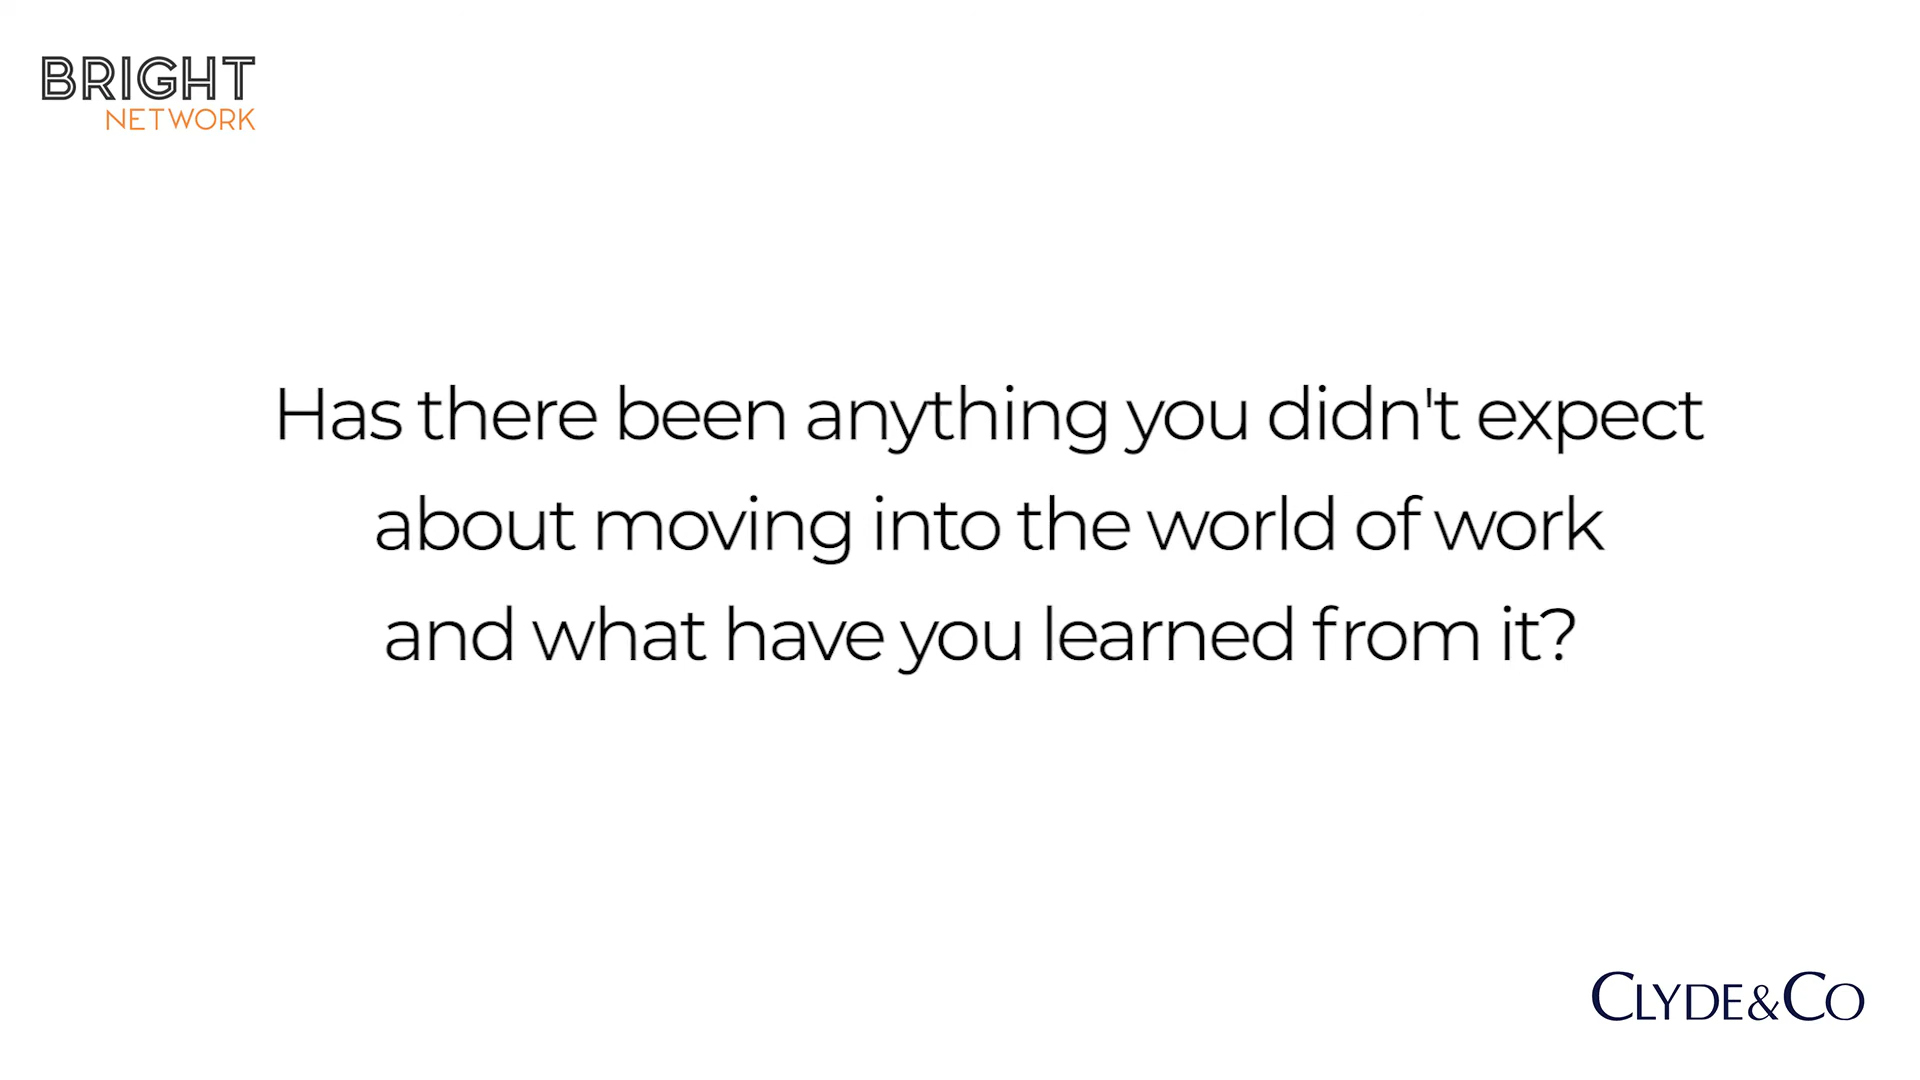 BRIGHT
NETWORK
Has there been anything you didn't expect
about moving into the world of work
and what have you learned from it?
CLYDE&CO